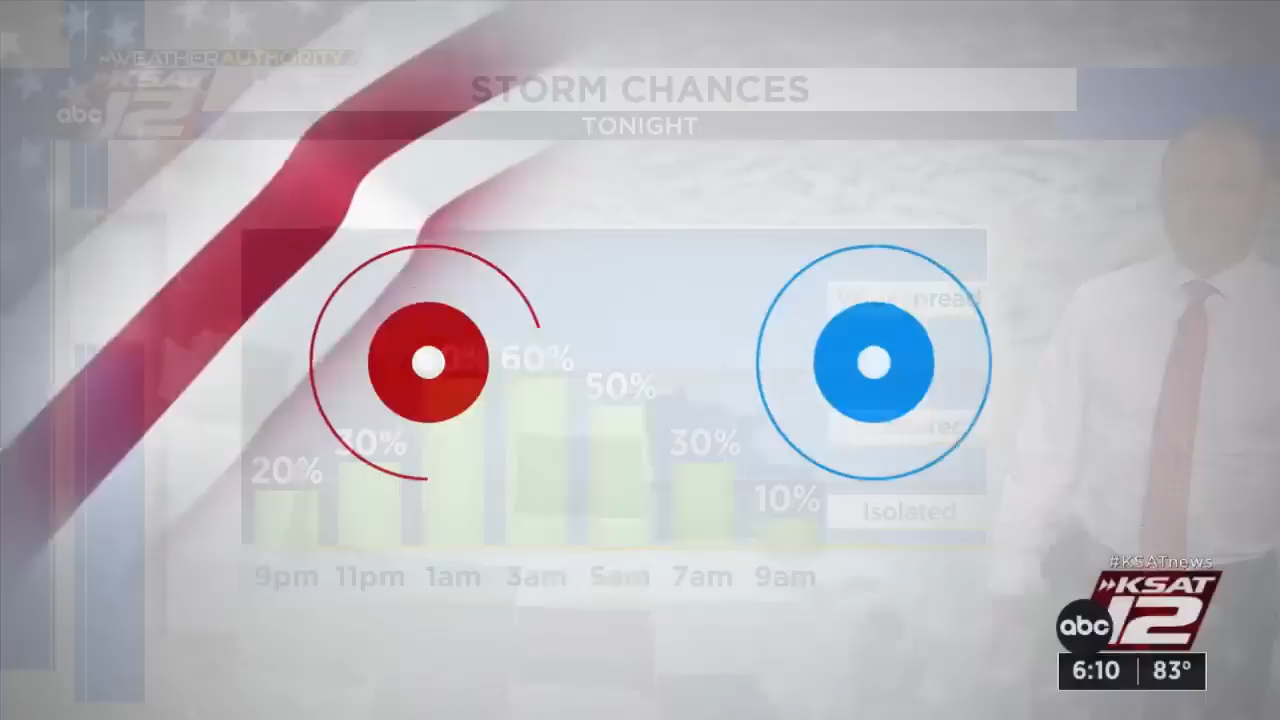 WEATHERAUTHORITY
KSAT
abc 12
STORM CHANCES
TONIGHT
60%
50%
30%
30%
20%
10%
Isolated
9pm 11pm 1am 3am 5am 7am 9am
#KSATnews
KSAT
abc 12
6:10 83°